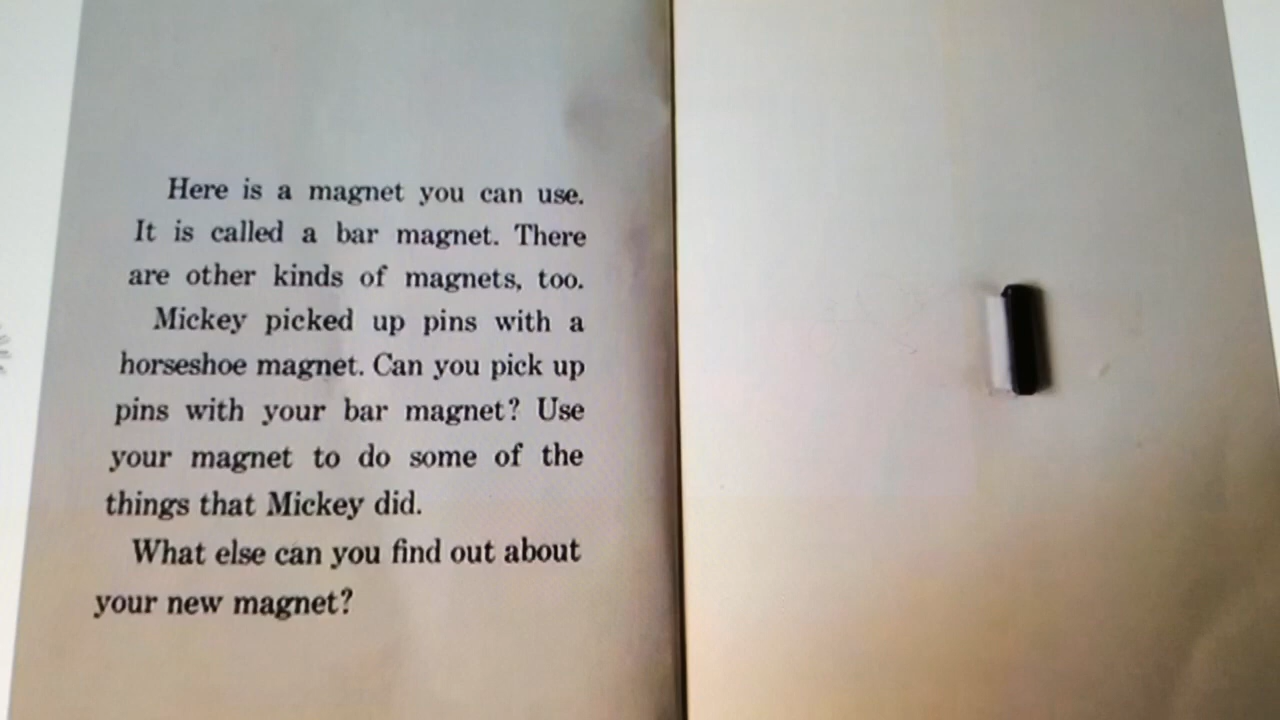 Here is a magnet you can use.
It is called a bar magnet. There
are other kinds of magnets, too.
Mickey picked up pins with a
horseshoe magnet. Can you pick up
pins with your bar magnet? Use
your magnet to do some of the
things that Mickey did.
What else can you find out about
your new magnet?